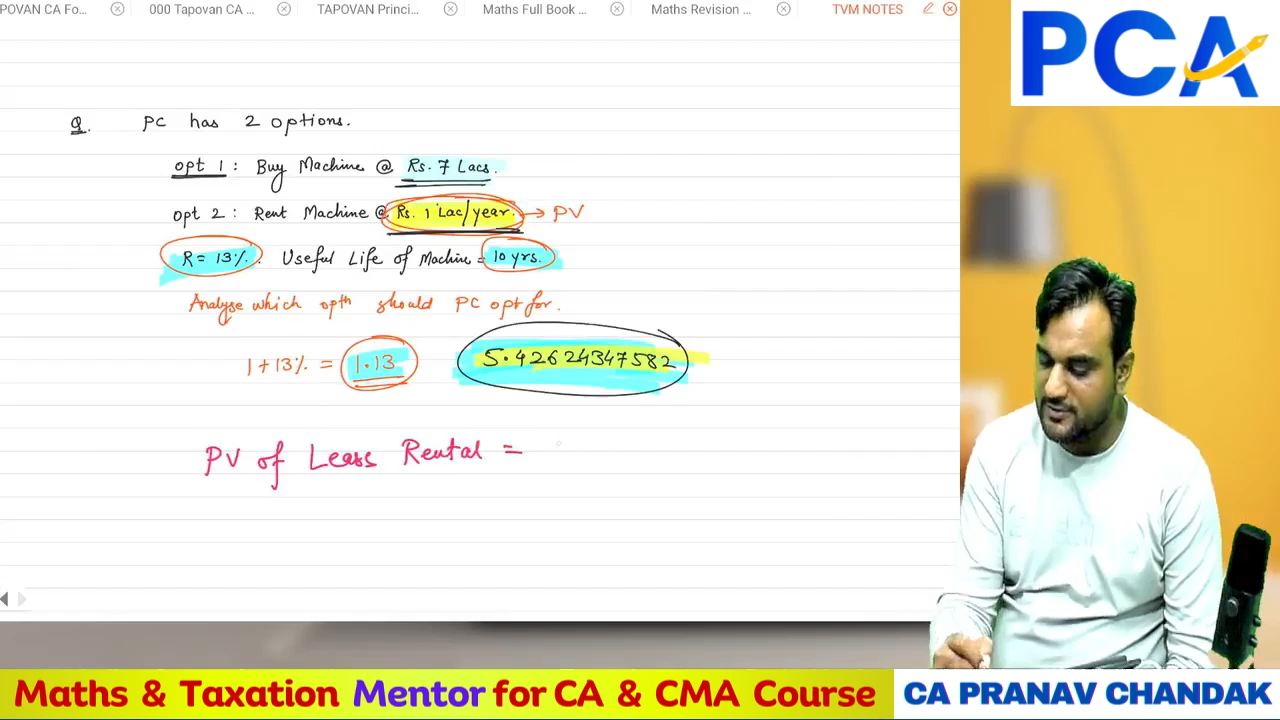 POVAN CA Fo...
000 Tapovan CA ...
TAPOVAN Princi...
Maths Full Book ...
Maths Revision ...
TVM NOTES
PCA
Q. PC has 2 options.
opt 1 : Buy Machine @ Rs. 7 Lacs.
opt 2 : Rent Machine @ Rs. 1 Lac/year. → PV
R = 13%. Useful Life of Machine = 10 yrs.
Analyse which optn should PC opt for.
1 + 13% = 1.13 5.42624347582
PV of Leass Rental =
Maths & Taxation Mentor for CA & CMA Course
CA PRANAV CHANDAK